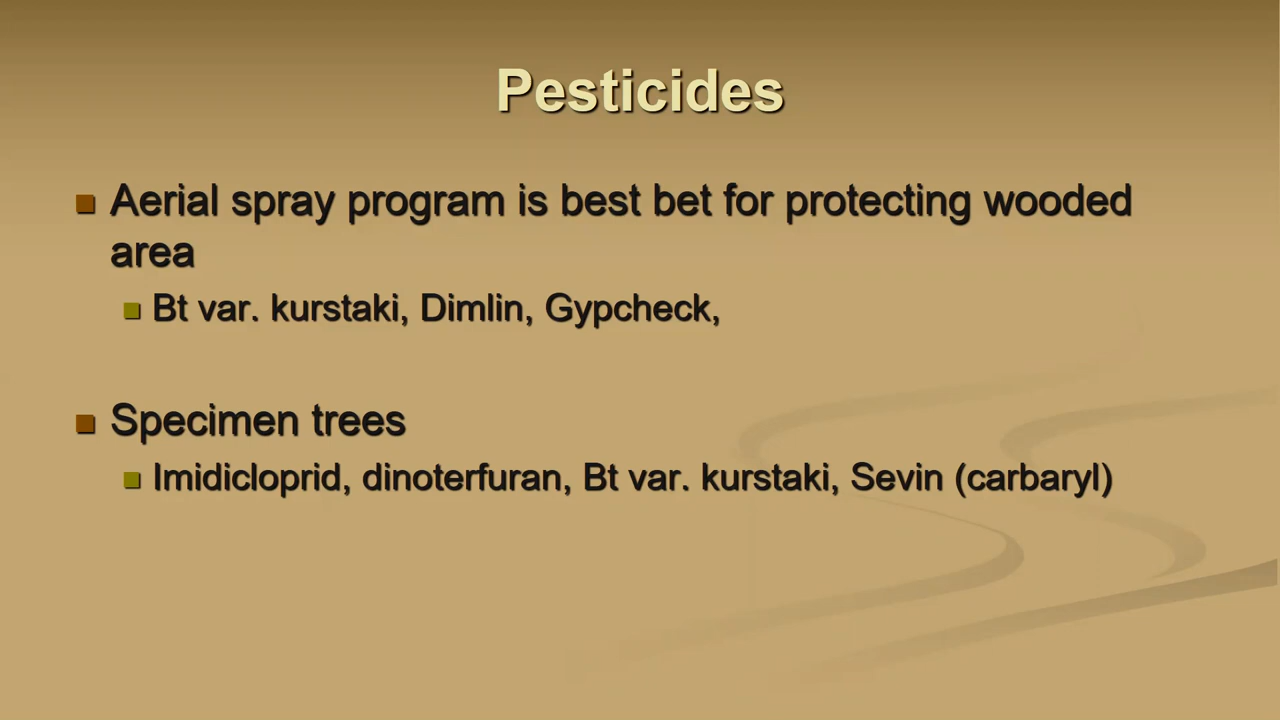 Pesticides
Aerial spray program is best bet for protecting wooded
area
Bt var. kurstaki, Dimlin, Gypcheck,
Specimen trees
Imidicloprid, dinoterfuran, Bt var. kurstaki, Sevin (carbaryl)